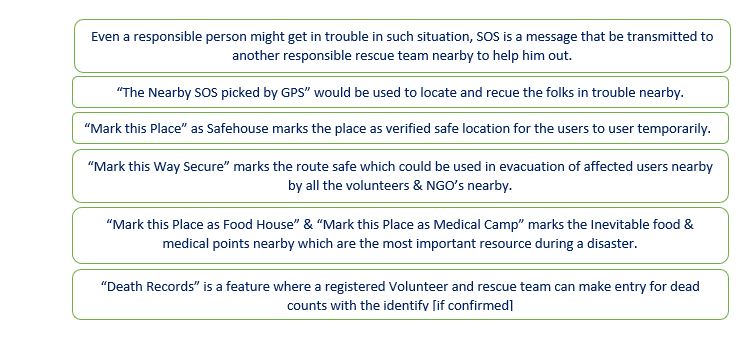 Even a responsible person might get in trouble in such situation, SOS is a message that be transmitted to
another responsible rescue team nearby to help him out.
“The Nearby SOS picked by GPS” would be used to locate and recue the folks in trouble nearby.
“Mark this Place” as Safehouse marks the place as verified safe location for the users to user temporarily.
“Mark this Way Secure” marks the route safe which could be used in evacuation of affected users nearby
by all the volunteers & NGO’s nearby.
“Mark this Place as Food House” & “Mark this Place as Medical Camp” marks the Inevitable food &
medical points nearby which are the most important resource during a disaster.
“Death Records” is a feature where a registered Volunteer and rescue team can make entry for dead
counts with the identify [if confirmed]